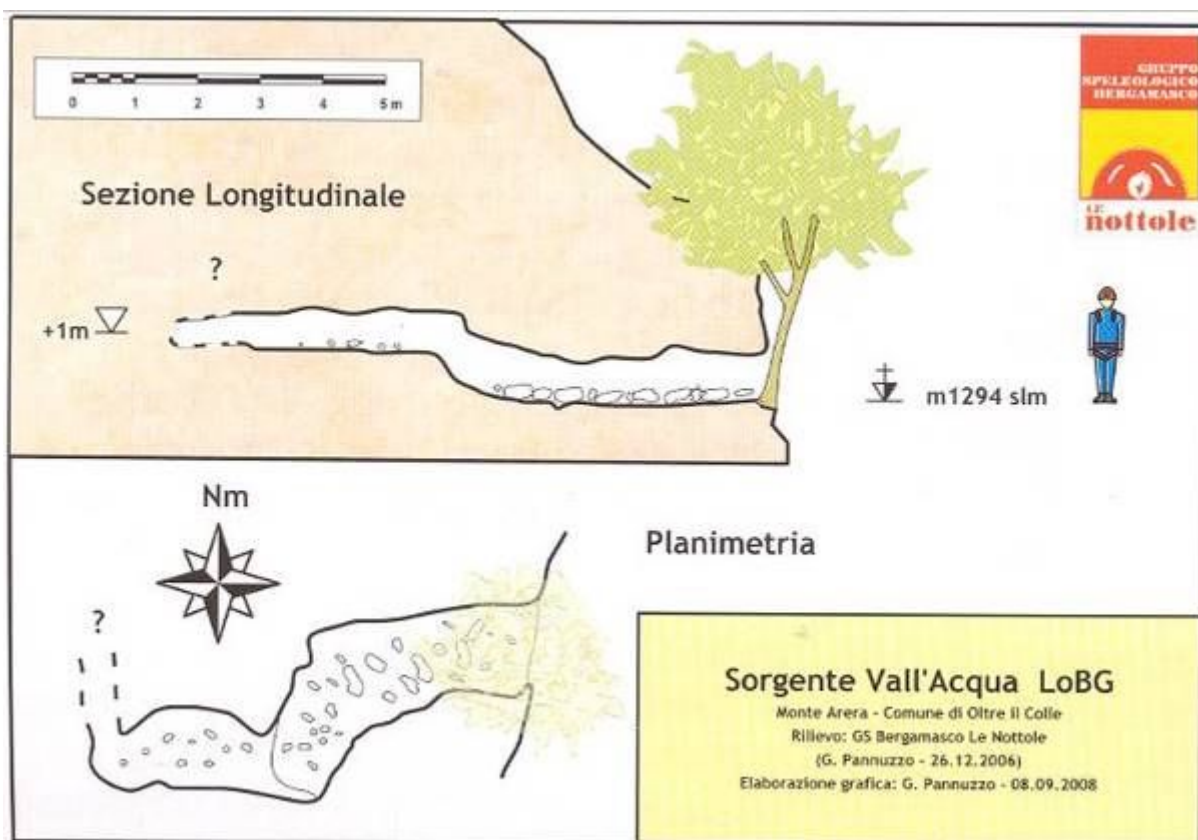 0 1 2 3 4 5 m
GRUPPO
SPELEOLOGICO
BERGAMASCO
LE
nottole
Sezione Longitudinale
?
+1m
m1294 slm
Nm
Planimetria
?
Sorgente Vall'Acqua LoBG
Monte Arera - Comune di Oltre il Colle
Rilievo: GS Bergamasco Le Nottole
(G. Pannuzzo - 26.12.2006)
Elaborazione grafica: G. Pannuzzo - 08.09.2008